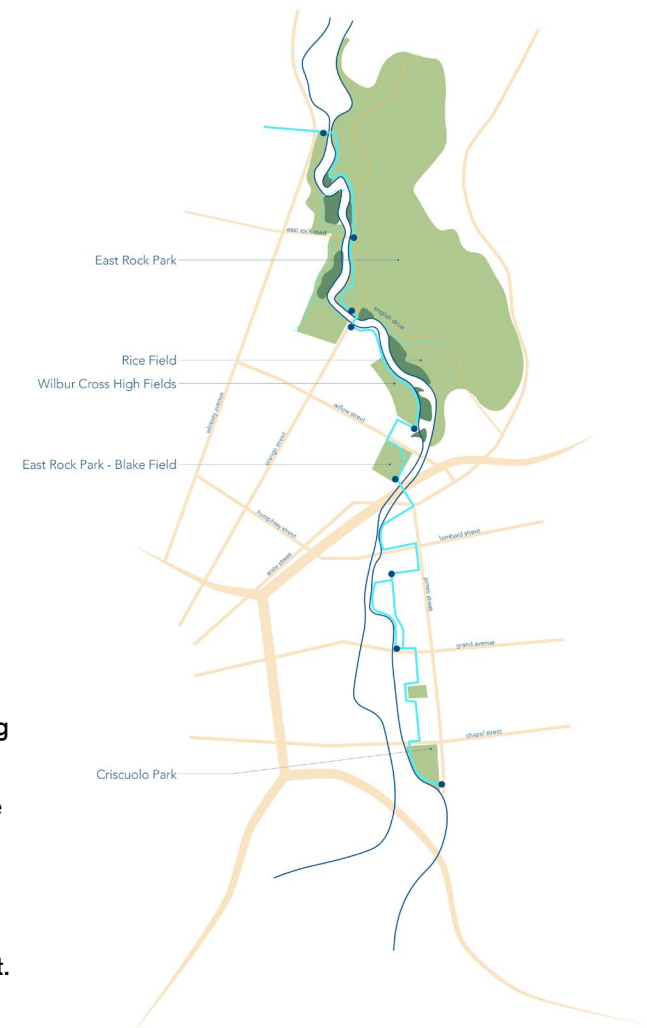 east rock road
East Rock Park
english drive
Rice Field
Wilbur Cross High Fields
whitney avenue
willow street
orange street
East Rock Park - Blake Field
humphrey street
state street
lombard street
james street
grand avenue
g
chapel street
Criscuolo Park
e
t.